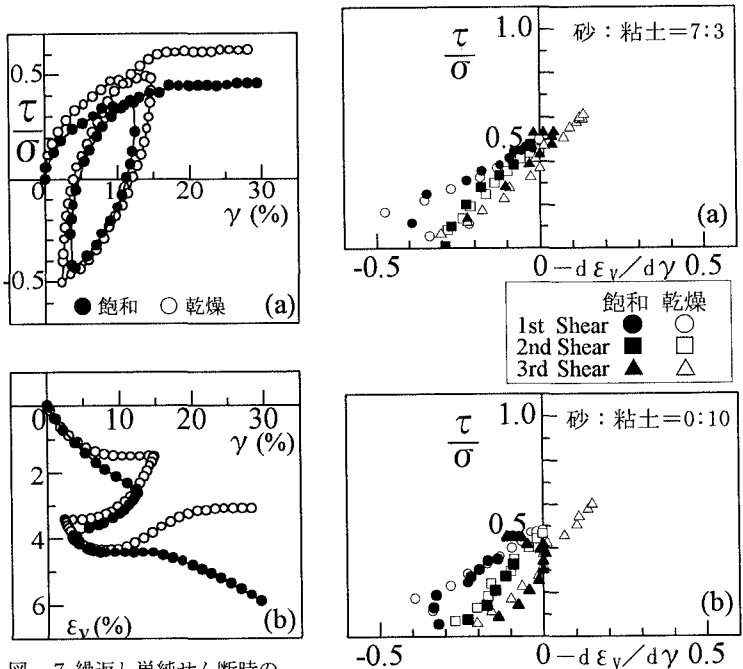 0.5
τ/σ
0
10
20
30
γ (%)
-0.5
● 飽和 ○ 乾燥
(a)
0
10
20
30
γ (%)
2
4
6
εv(%)
(b)
図－7 繰返し単純せん断時の
1.0
τ/σ
砂：粘土＝7:3
0.5
(a)
-0.5
0
−dεv/dγ
0.5
飽和 乾燥
1st Shear ● ○
2nd Shear ■ □
3rd Shear ▲ △
1.0
τ/σ
砂：粘土＝0:10
0.5
(b)
-0.5
0
−dεv/dγ
0.5